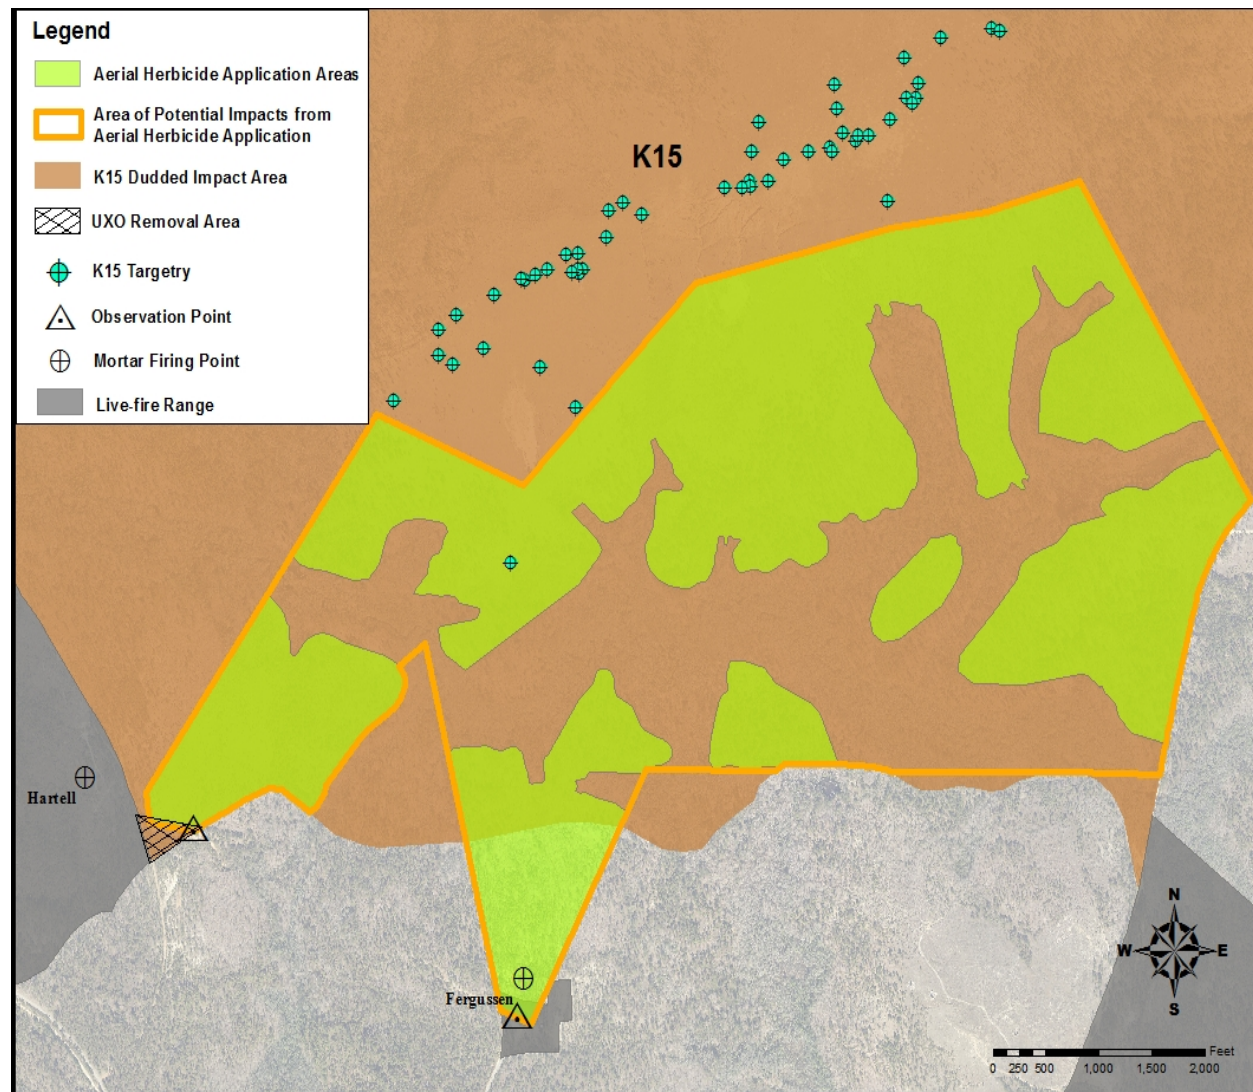 Legend
Aerial Herbicide Application Areas
Area of Potential Impacts from
Aerial Herbicide Application
K15 Dudded Impact Area
UXO Removal Area
K15 Targetry
Observation Point
Mortar Firing Point
Live-fire Range
K15
Hartell
Fergussen
N
W
E
S
Feet
0 250 500 1,000 1,500 2,000